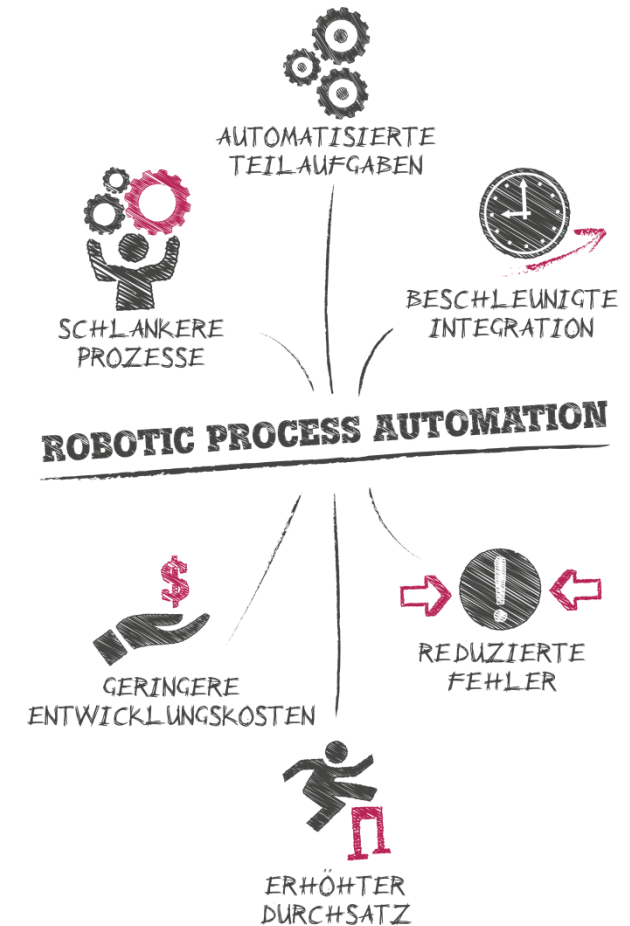 AUTOMATISIERTE
TEILAUFGABEN
SCHLANKERE
PROZESSE
BESCHLEUNIGTE
INTEGRATION
ROBOTIC PROCESS AUTOMATION
GERINGERE
ENTWICKLUNGSKOSTEN
REDUZIERTE
FEHLER
ERHÖHTER
DURCHSATZ